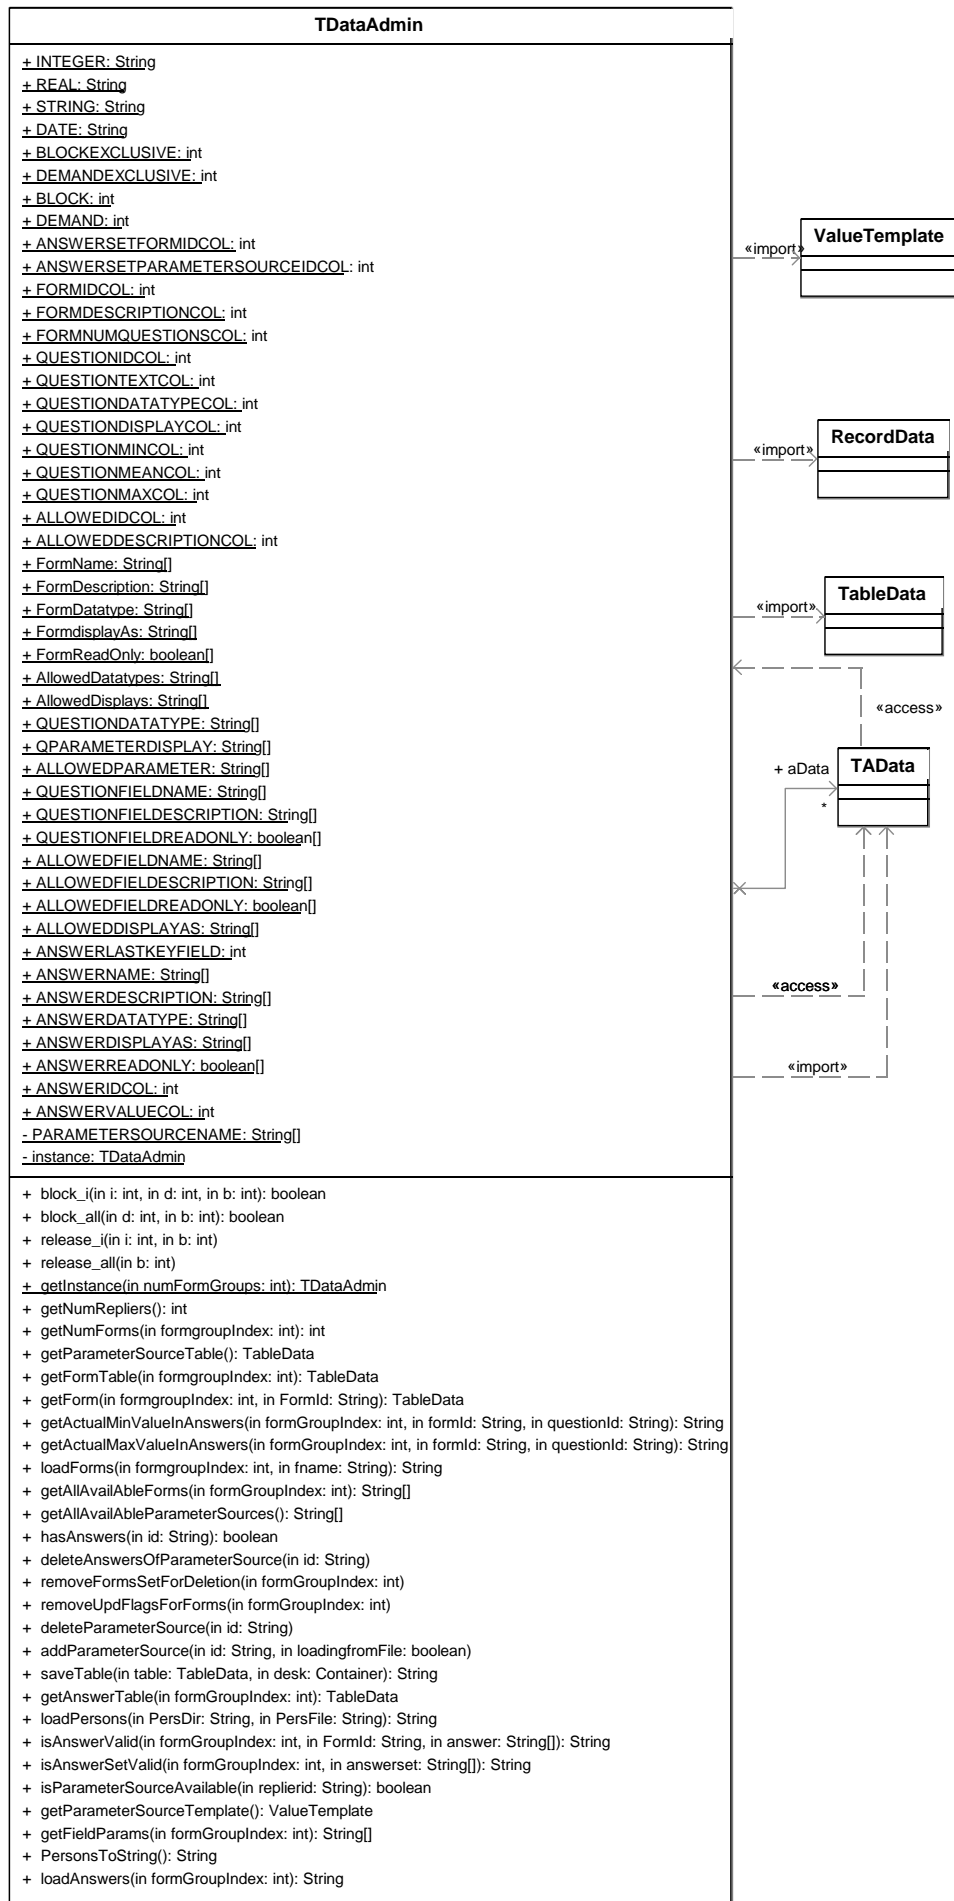 TDataAdmin
+ INTEGER: String
+ REAL: String
+ STRING: String
+ DATE: String
+ BLOCKEXCLUSIVE: int
+ DEMANDEXCLUSIVE: int
+ BLOCK: int
+ DEMAND: int
+ ANSWERSETFORMIDCOL: int
+ ANSWERSETPARAMETERSOURCEIDCOL: int
+ FORMIDCOL: int
+ FORMDESCRIPTIONCOL: int
+ FORMNUMQUESTIONSCOL: int
+ QUESTIONIDCOL: int
+ QUESTIONTEXTCOL: int
+ QUESTIONDATATYPECOL: int
+ QUESTIONDISPLAYCOL: int
+ QUESTIONMINCOL: int
+ QUESTIONMEANCOL: int
+ QUESTIONMAXCOL: int
+ ALLOWEDIDCOL: int
+ ALLOWEDDESCRIPTIONCOL: int
+ FormName: String[]
+ FormDescription: String[]
+ FormDatatype: String[]
+ FormdisplayAs: String[]
+ FormReadOnly: boolean[]
+ AllowedDatatypes: String[]
+ AllowedDisplays: String[]
+ QUESTIONDATATYPE: String[]
+ QPARAMETERDISPLAY: String[]
+ ALLOWEDPARAMETER: String[]
+ QUESTIONFIELDNAME: String[]
+ QUESTIONFIELDESCRIPTION: String[]
+ QUESTIONFIELDREADONLY: boolean[]
+ ALLOWEDFIELDNAME: String[]
+ ALLOWEDFIELDESCRIPTION: String[]
+ ALLOWEDFIELDREADONLY: boolean[]
+ ALLOWEDDISPLAYAS: String[]
+ ANSWERLASTKEYFIELD: int
+ ANSWERNAME: String[]
+ ANSWERDESCRIPTION: String[]
+ ANSWERDATATYPE: String[]
+ ANSWERDISPLAYAS: String[]
+ ANSWERREADONLY: boolean[]
+ ANSWERIDCOL: int
+ ANSWERVALUECOL: int
- PARAMETERSOURCENAME: String[]
- instance: TDataAdmin
+ block_i(in i: int, in d: int, in b: int): boolean
+ block_all(in d: int, in b: int): boolean
+ release_i(in i: int, in b: int)
+ release_all(in b: int)
+ getInstance(in numFormGroups: int): TDataAdmin
+ getNumRepliers(): int
+ getNumForms(in formgroupIndex: int): int
+ getParameterSourceTable(): TableData
+ getFormTable(in formgroupIndex: int): TableData
+ getForm(in formgroupIndex: int, in FormId: String): TableData
+ getActualMinValueInAnswers(in formGroupIndex: int, in formId: String, in questionId: String): String
+ getActualMaxValueInAnswers(in formGroupIndex: int, in formId: String, in questionId: String): String
+ loadForms(in formgroupIndex: int, in fname: String): String
+ getAllAvailAbleForms(in formGroupIndex: int): String[]
+ getAllAvailAbleParameterSources(): String[]
+ hasAnswers(in id: String): boolean
+ deleteAnswersOfParameterSource(in id: String)
+ removeFormsSetForDeletion(in formGroupIndex: int)
+ removeUpdFlagsForForms(in formGroupIndex: int)
+ deleteParameterSource(in id: String)
+ addParameterSource(in id: String, in loadingfromFile: boolean)
+ saveTable(in table: TableData, in desk: Container): String
+ getAnswerTable(in formGroupIndex: int): TableData
+ loadPersons(in PersDir: String, in PersFile: String): String
+ isAnswerValid(in formGroupIndex: int, in FormId: String, in answer: String[]): String
+ isAnswerSetValid(in formGroupIndex: int, in answerset: String[]): String
+ isParameterSourceAvailable(in replierid: String): boolean
+ getParameterSourceTemplate(): ValueTemplate
+ getFieldParams(in formGroupIndex: int): String[]
+ PersonsToString(): String
+ loadAnswers(in formGroupIndex: int): String
«import»
ValueTemplate
«import»
RecordData
«import»
TableData
«access»
+ aData
*
TAData
«access»
«import»